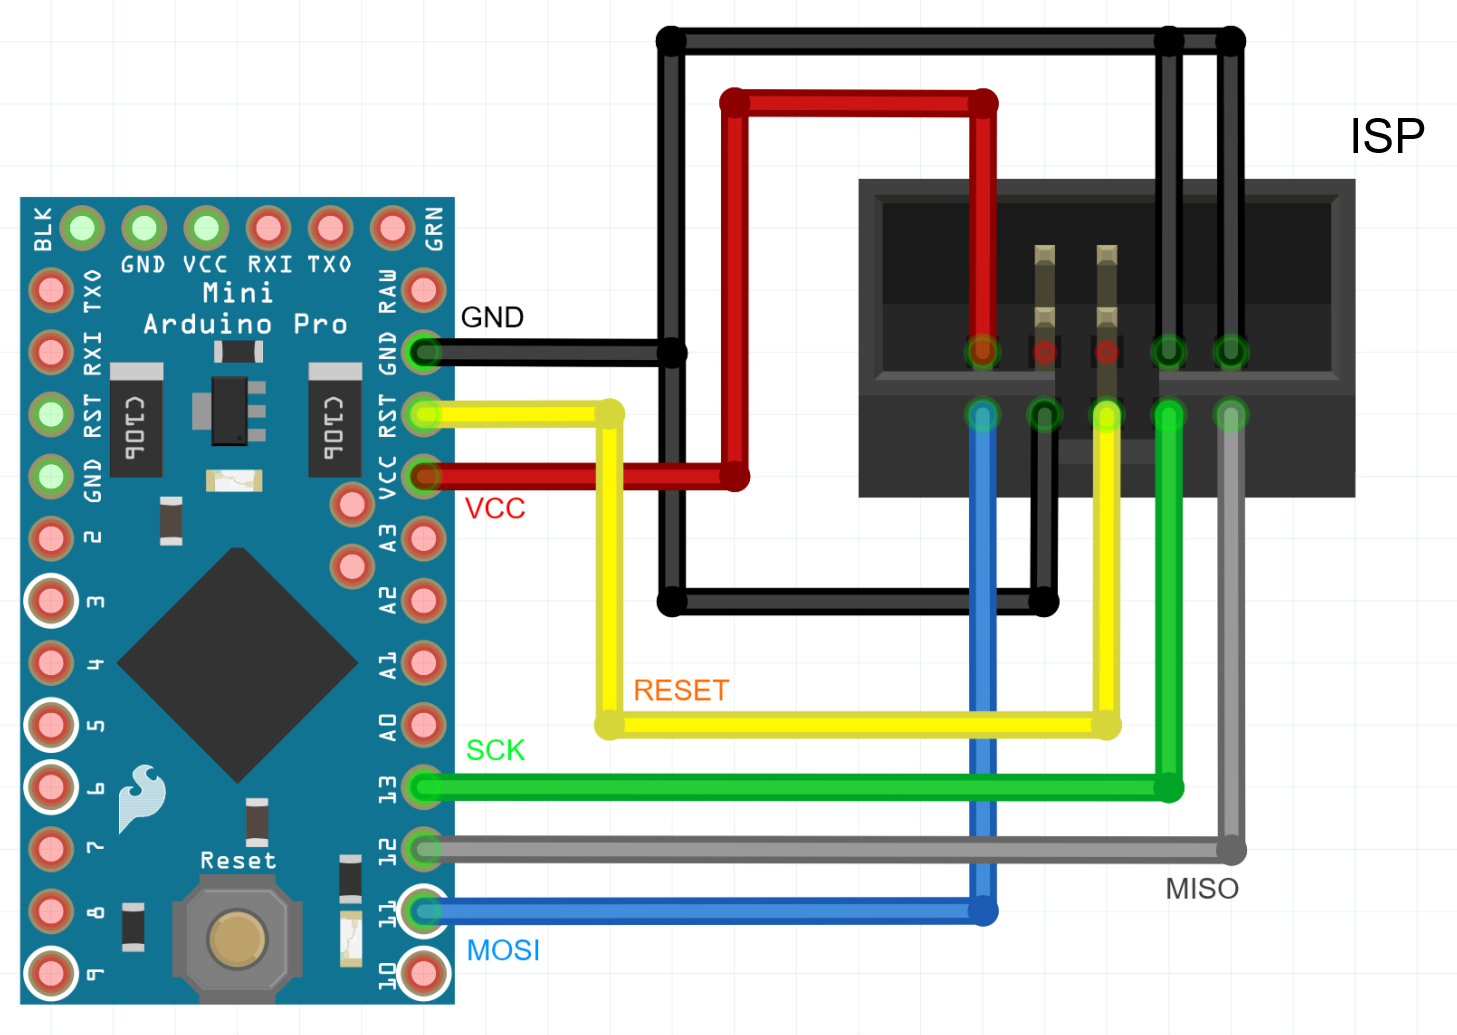 ISP
BLK
GRN
GND VCC RXI TXO
Mini
Arduino Pro
TXO
RXI
RST
GND
2
3
4
5
6
7
8
9
RAW
GND
RST
VCC
A3
A2
A1
A0
13
12
11
10
C106
C106
Reset
GND
VCC
RESET
SCK
MISO
MOSI